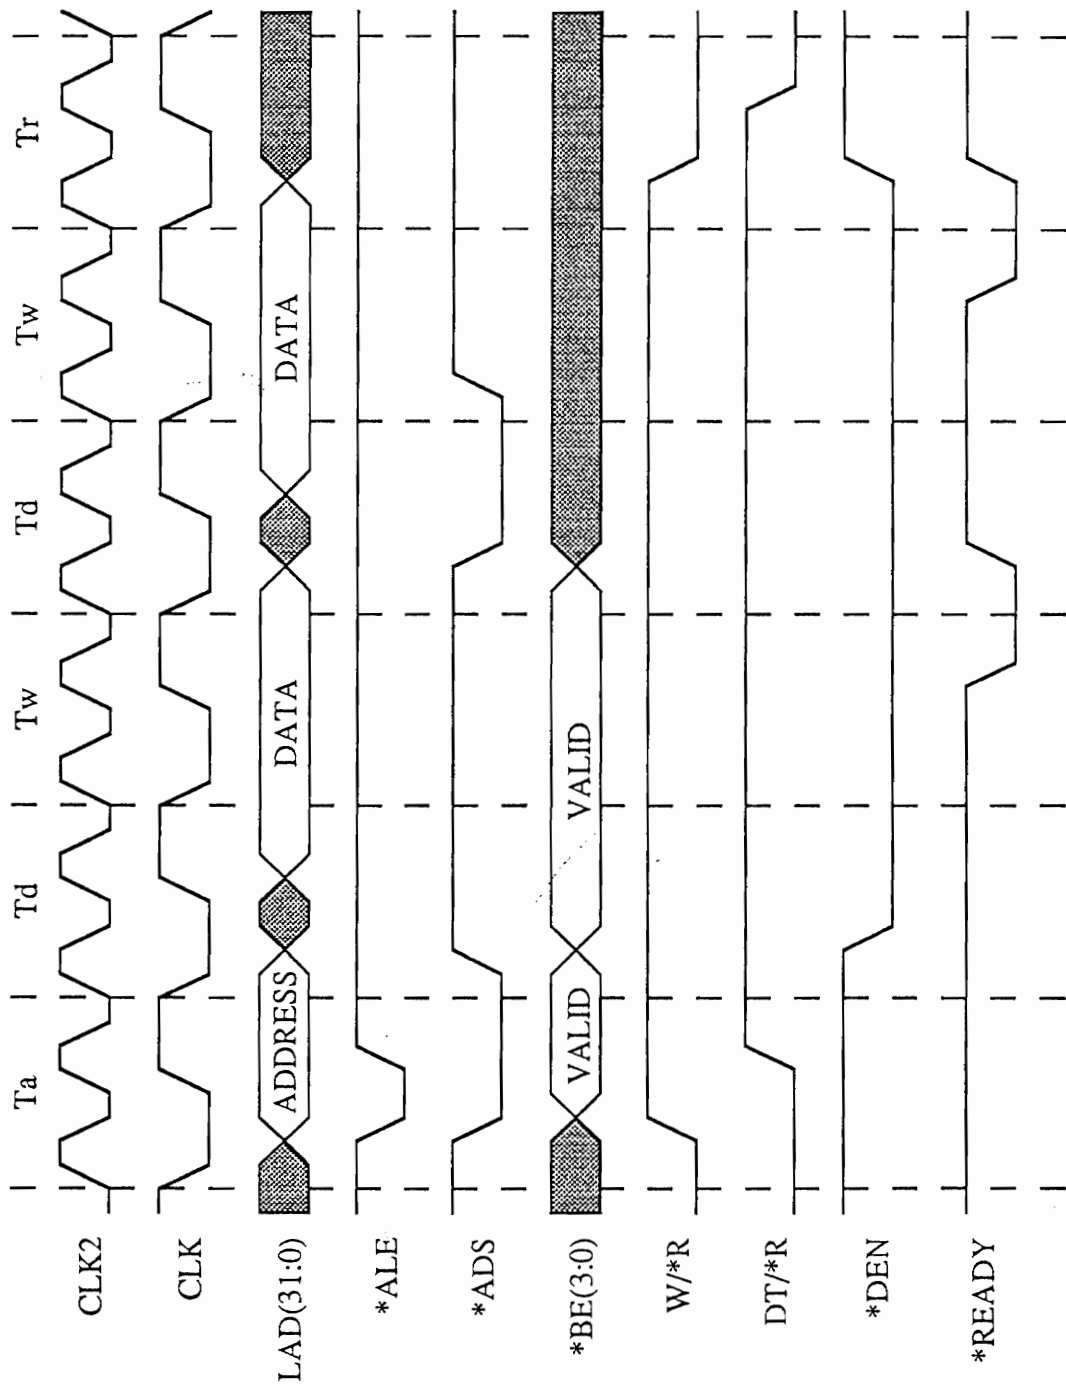 Ta Td Tw Td Tw Tr
CLK2
CLK
LAD(31:0) ADDRESS DATA DATA
*ALE
*ADS
*BE(3:0) VALID VALID
W/*R
DT/*R
*DEN
*READY